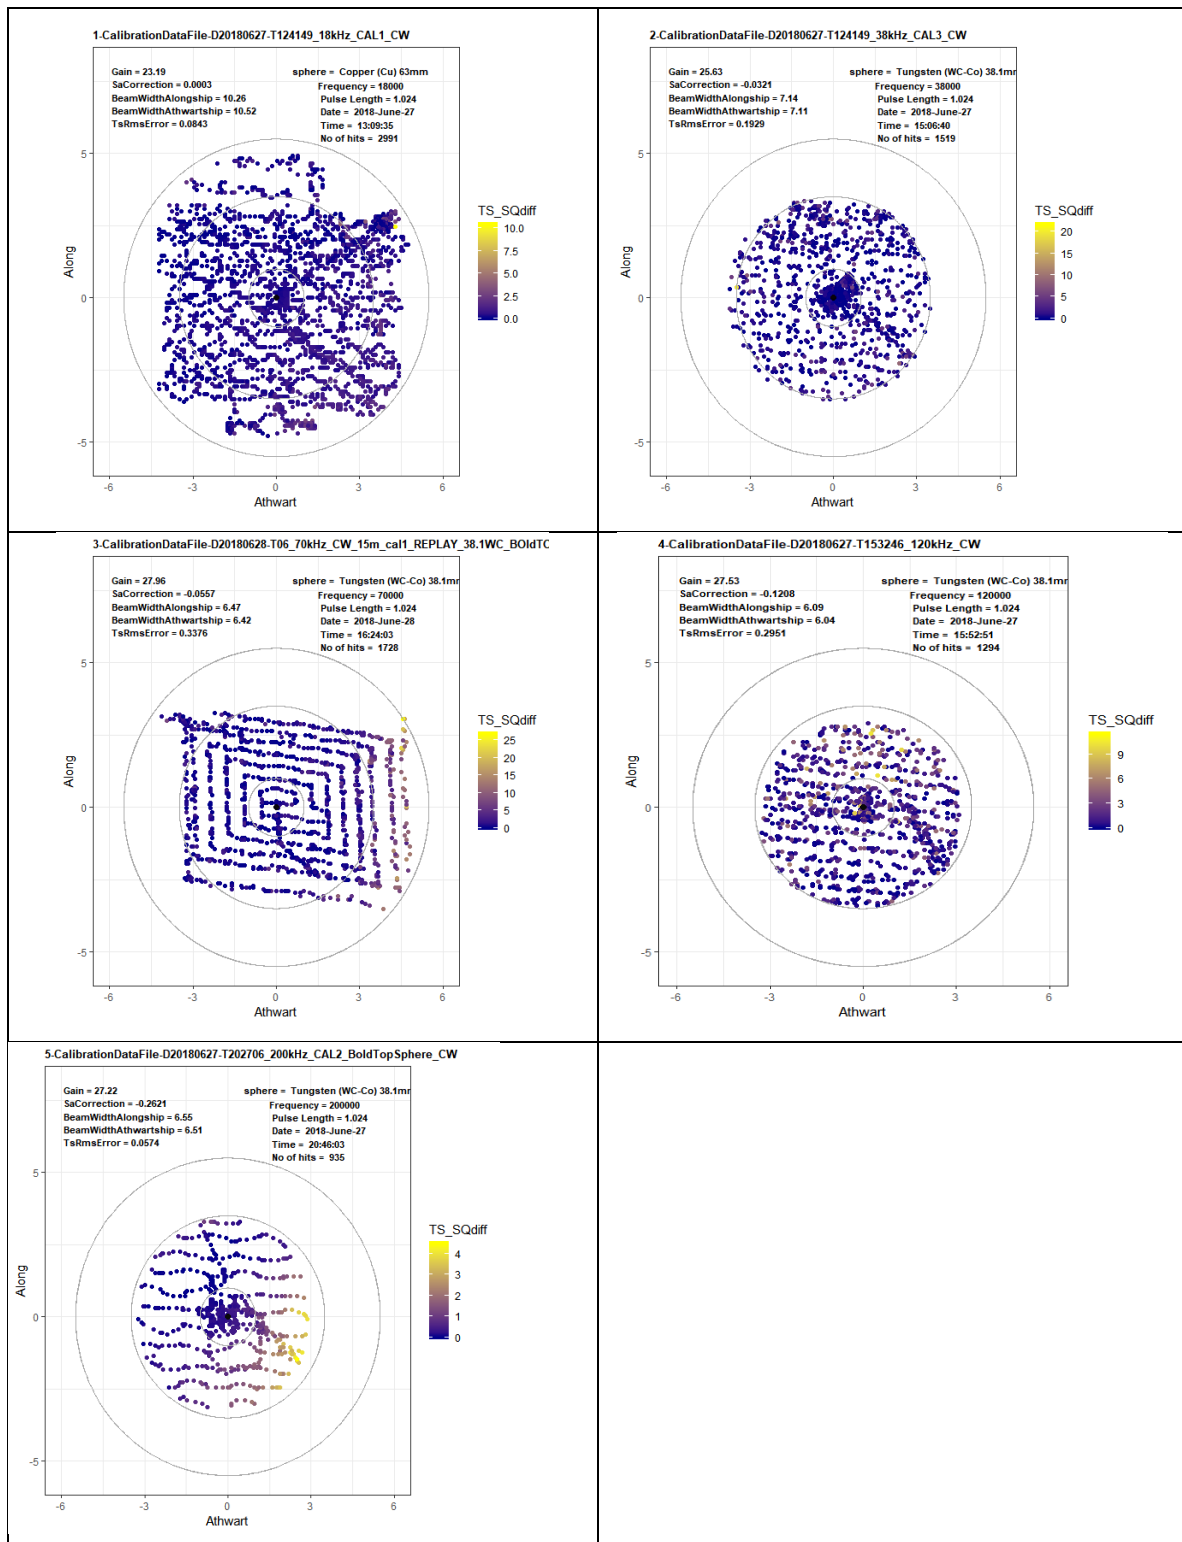 1-CalibrationDataFile-D20180627-T124149_18kHz_CAL1_CW
Gain = 23.19
SaCorrection = 0.0003
BeamWidthAlongship = 10.26
BeamWidthAthwartship = 10.52
TsRmsError = 0.0843
sphere = Copper (Cu) 63mm
Frequency = 18000
Pulse Length = 1.024
Date = 2018-June-27
Time = 13:09:35
No of hits = 2991
5
0
-5
Along
-6
-3
0
3
6
Athwart
TS_SQdiff
10.0
7.5
5.0
2.5
0.0
2-CalibrationDataFile-D20180627-T124149_38kHz_CAL3_CW
Gain = 25.63
SaCorrection = -0.0321
BeamWidthAlongship = 7.14
BeamWidthAthwartship = 7.11
TsRmsError = 0.1929
sphere = Tungsten (WC-Co) 38.1mm
Frequency = 38000
Pulse Length = 1.024
Date = 2018-June-27
Time = 15:06:40
No of hits = 1519
5
0
-5
Along
-6
-3
0
3
6
Athwart
TS_SQdiff
20
15
10
5
0
3-CalibrationDataFile-D20180628-T06_70kHz_CW_15m_cal1_REPLAY_38.1WC_BOldTC
Gain = 27.96
SaCorrection = -0.0557
BeamWidthAlongship = 6.47
BeamWidthAthwartship = 6.42
TsRmsError = 0.3376
sphere = Tungsten (WC-Co) 38.1mm
Frequency = 70000
Pulse Length = 1.024
Date = 2018-June-28
Time = 16:24:03
No of hits = 1728
5
0
-5
Along
-6
-3
0
3
6
Athwart
TS_SQdiff
25
20
15
10
5
0
4-CalibrationDataFile-D20180627-T153246_120kHz_CW
Gain = 27.53
SaCorrection = -0.1208
BeamWidthAlongship = 6.09
BeamWidthAthwartship = 6.04
TsRmsError = 0.2951
sphere = Tungsten (WC-Co) 38.1mm
Frequency = 120000
Pulse Length = 1.024
Date = 2018-June-27
Time = 15:52:51
No of hits = 1294
5
0
-5
Along
-6
-3
0
3
6
Athwart
TS_SQdiff
9
6
3
0
5-CalibrationDataFile-D20180627-T202706_200kHz_CAL2_BoldTopSphere_CW
Gain = 27.22
SaCorrection = -0.2621
BeamWidthAlongship = 6.55
BeamWidthAthwartship = 6.51
TsRmsError = 0.0574
sphere = Tungsten (WC-Co) 38.1mm
Frequency = 200000
Pulse Length = 1.024
Date = 2018-June-27
Time = 20:46:03
No of hits = 935
5
0
-5
Along
-6
-3
0
3
6
Athwart
TS_SQdiff
4
3
2
1
0